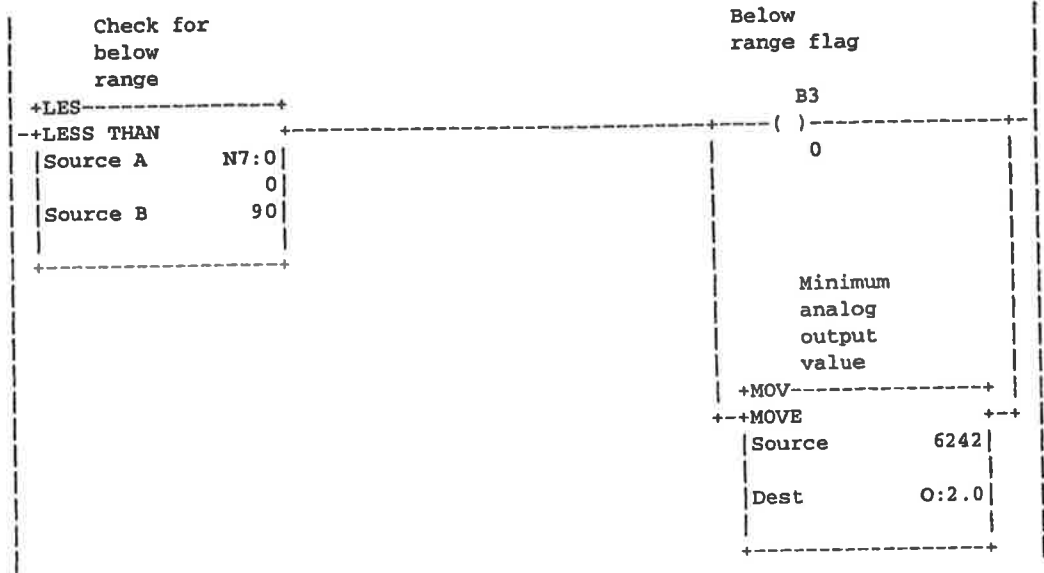 Check for
below
range
Below
range flag
+LES-----------------+
-+LESS THAN +-----------------------------------+-----( )----------------+-
B3
0
|Source A N7:0|
0|
|Source B 90|
+--------------------+
Minimum
analog
output
value
+MOV-----------------+
+-+MOVE +-+
|Source 6242|
|Dest O:2.0|
+--------------------+